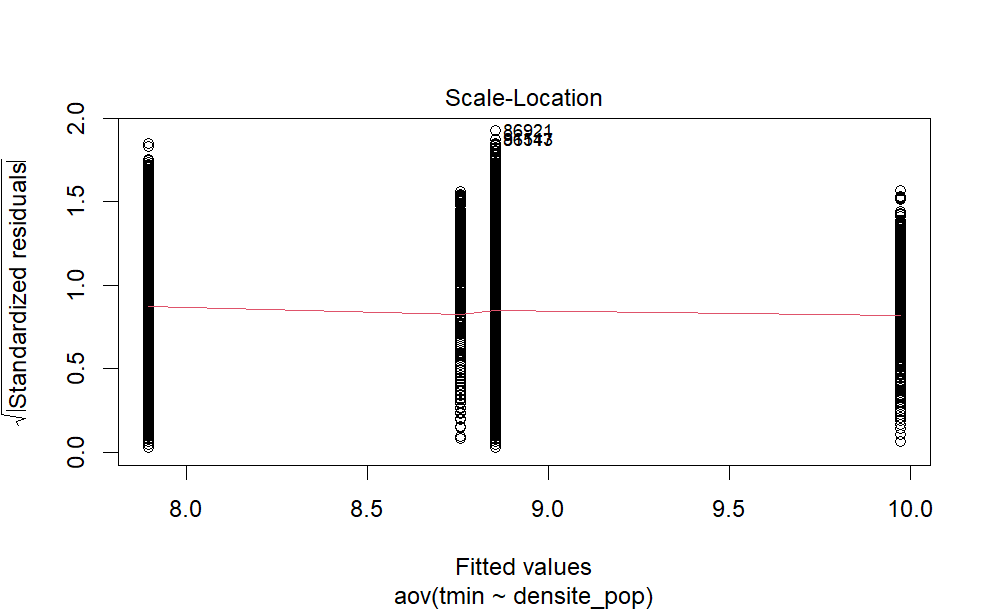 Scale-Location
√|Standardized residuals|
2.0
1.5
1.0
0.5
0.0
86921
8.0 8.5 9.0 9.5 10.0
Fitted values
aov(tmin ~ densite_pop)